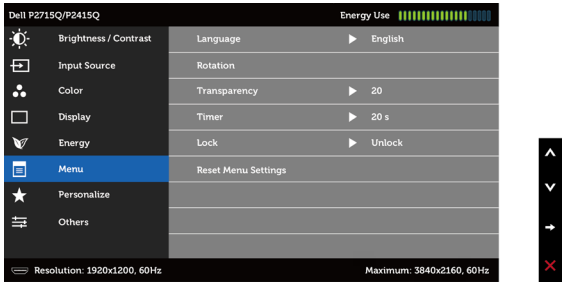 Dell P2715Q/P2415Q Energy Use
Brightness / Contrast Language English
Input Source Rotation
Color Transparency 20
Display Timer 20 s
Energy Lock Unlock
Menu Reset Menu Settings
Personalize
Others
Resolution: 1920x1200, 60Hz Maximum: 3840x2160, 60Hz